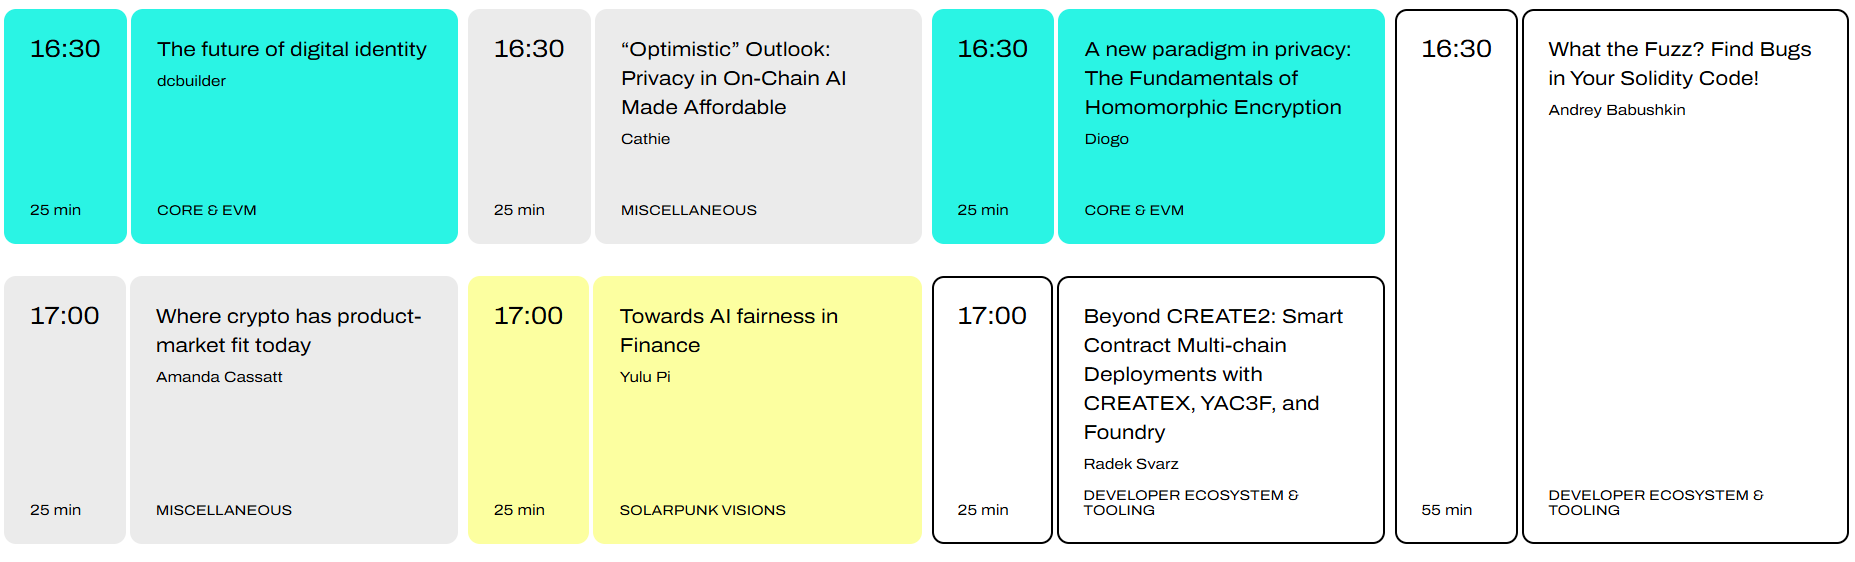 16:30
The future of digital identity
dcbuilder
25 min
CORE & EVM
16:30
“Optimistic” Outlook:
Privacy in On-Chain AI
Made Affordable
Cathie
25 min
MISCELLANEOUS
16:30
A new paradigm in privacy:
The Fundamentals of
Homomorphic Encryption
Diogo
25 min
CORE & EVM
16:30
What the Fuzz? Find Bugs
in Your Solidity Code!
Andrey Babushkin
55 min
DEVELOPER ECOSYSTEM &
TOOLING
17:00
Where crypto has product-
market fit today
Amanda Cassatt
25 min
MISCELLANEOUS
17:00
Towards AI fairness in
Finance
Yulu Pi
25 min
SOLARPUNK VISIONS
17:00
Beyond CREATE2: Smart
Contract Multi-chain
Deployments with
CREATEX, YAC3F, and
Foundry
Radek Svarz
25 min
DEVELOPER ECOSYSTEM &
TOOLING